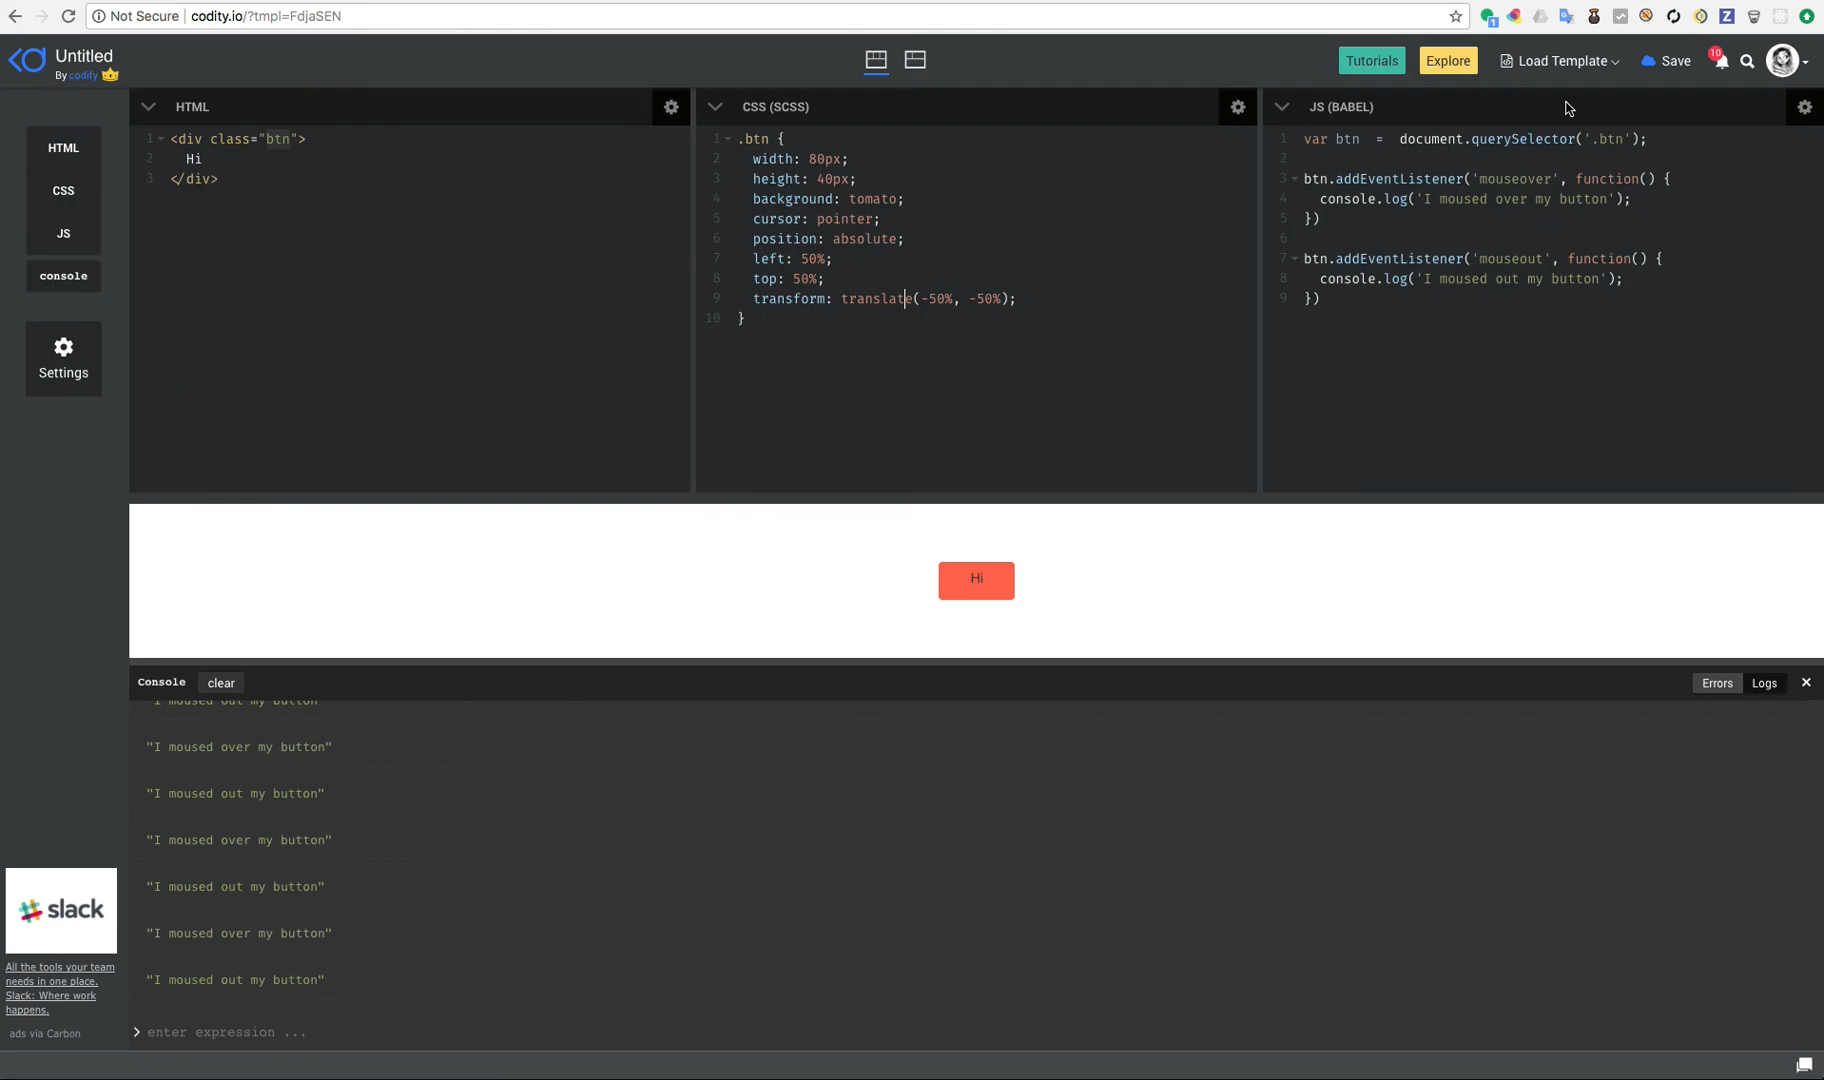 Not Secure | codity.io/?tmpl=FdjaSEN
1
Z
Untitled
By codify
Tutorials
Explore
Load Template
Save
10
HTML
CSS
JS
console
Settings
HTML
1 <div class="btn">
2 Hi
3 </div>
CSS (SCSS)
1 .btn {
2 width: 80px;
3 height: 40px;
4 background: tomato;
5 cursor: pointer;
6 position: absolute;
7 left: 50%;
8 top: 50%;
9 transform: translate(-50%, -50%);
10 }
JS (BABEL)
1 var btn = document.querySelector('.btn');
2
3 btn.addEventListener('mouseover', function() {
4 console.log('I moused over my button');
5 })
6
7 btn.addEventListener('mouseout', function() {
8 console.log('I moused out my button');
9 })
Hi
Console clear
Errors Logs
"I moused out my button"
"I moused over my button"
"I moused out my button"
"I moused over my button"
"I moused out my button"
"I moused over my button"
"I moused out my button"
enter expression ...
slack
All the tools your team
needs in one place.
Slack: Where work
happens.
ads via Carbon